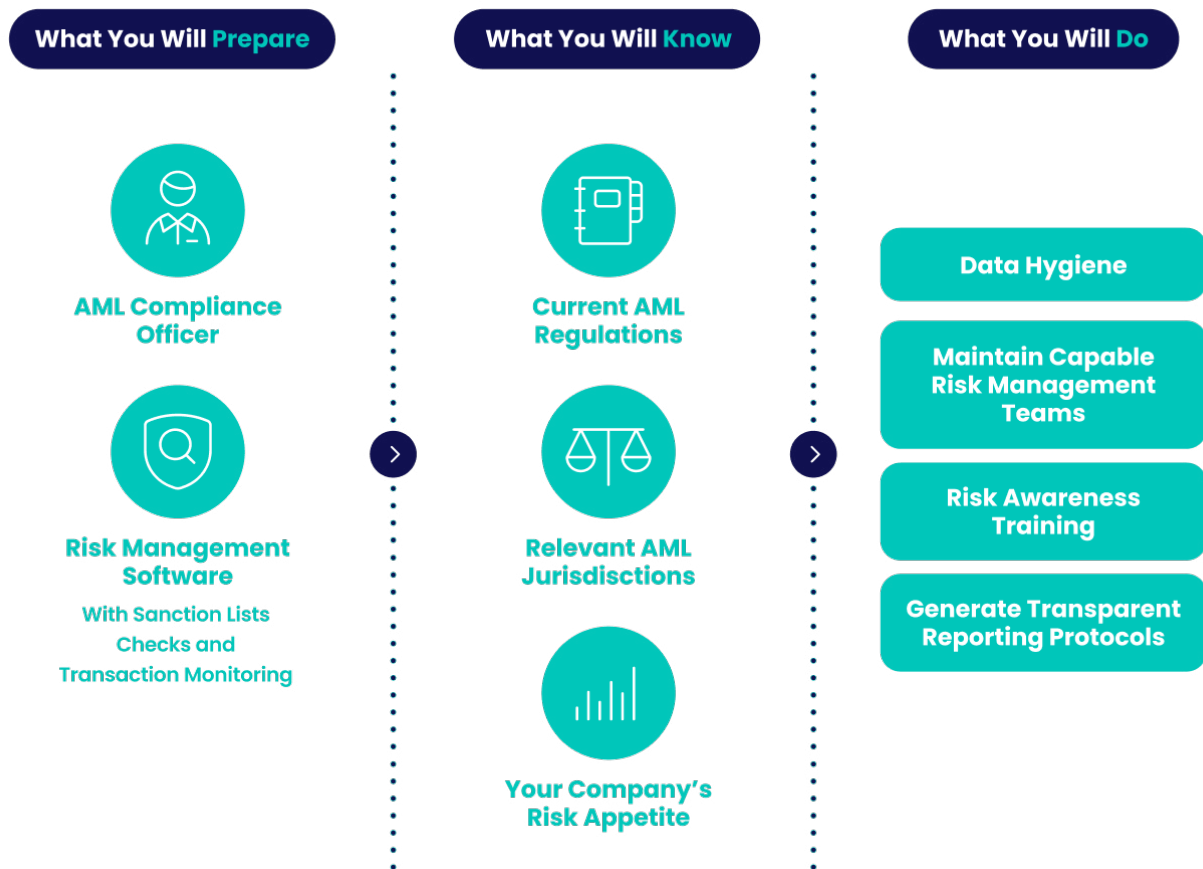 What You Will Prepare
AML Compliance
Officer
Risk Management
Software
With Sanction Lists
Checks and
Transaction Monitoring
What You Will Know
Current AML
Regulations
Relevant AML
Jurisdisctions
Your Company’s
Risk Appetite
What You Will Do
Data Hygiene
Maintain Capable
Risk Management
Teams
Risk Awareness
Training
Generate Transparent
Reporting Protocols